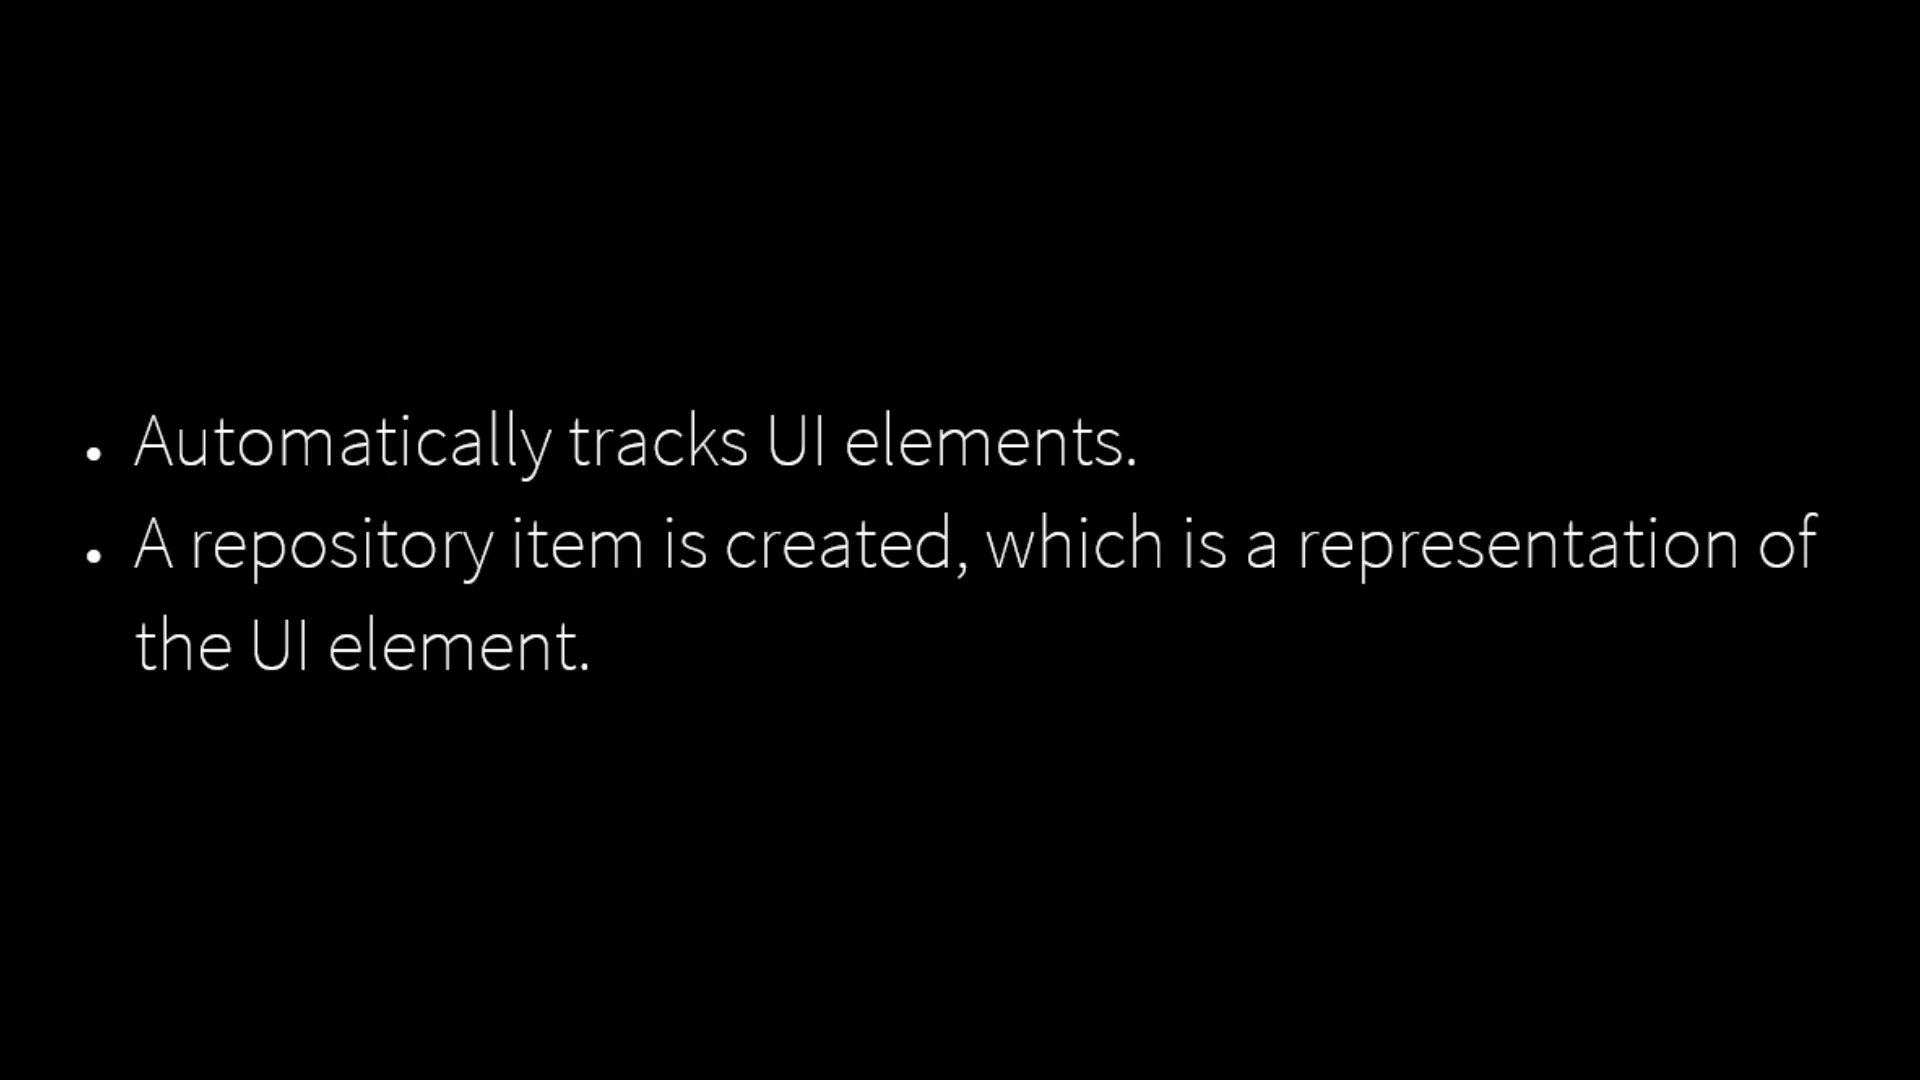 • Automatically tracks UI elements.
• A repository item is created, which is a representation of
the UI element.